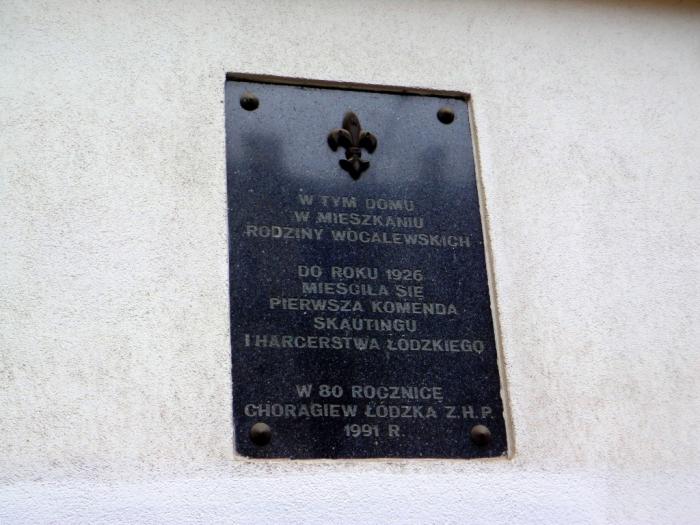 W TYM DOMU
W MIESZKANIU
RODZINY WOCALEWSKICH
DO ROKU 1926
MIEŚCIŁA SIĘ
PIERWSZA KOMENDA
SKAUTINGU
I HARCERSTWA ŁÓDZKIEGO
W 80 ROCZNICĘ
CHORĄGIEW ŁÓDZKA Z.H.P.
1991 R.